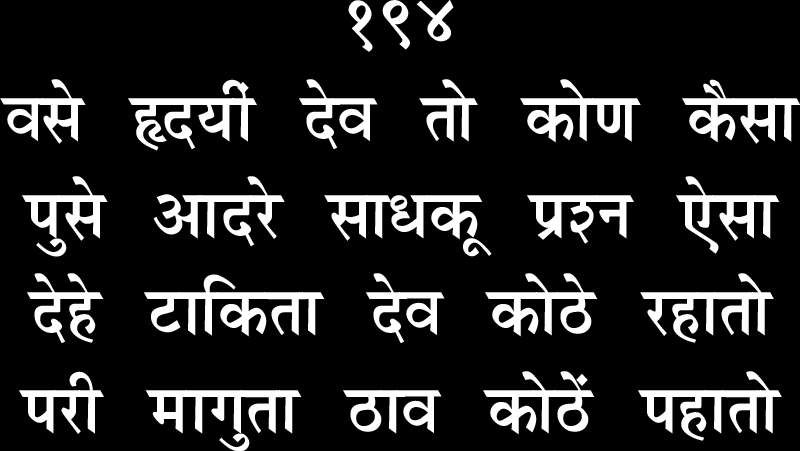 १९४
वसे हृदयीं देव तो कोण कैसा
पुसे आदरे साधकू प्रश्न ऐसा
देहे टाकिता देव कोठे रहातो
परी मागुता ठाव कोठें पहातो